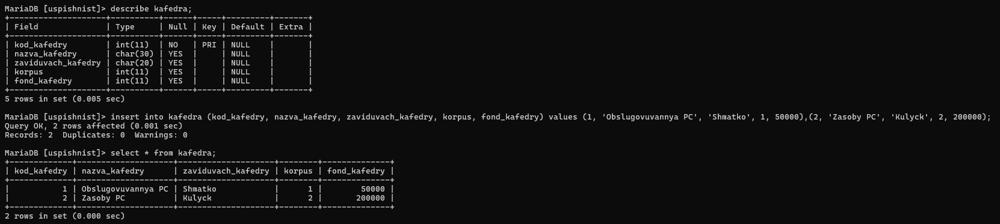 MariaDB [uspishnist]> describe kafedra;
+--------------------+----------+------+-----+---------+-------+
| Field              | Type     | Null | Key | Default | Extra |
+--------------------+----------+------+-----+---------+-------+
| kod_kafedry        | int(11)  | NO   | PRI | NULL    |       |
| nazva_kafedry      | char(30) | YES  |     | NULL    |       |
| zaviduvach_kafedry | char(20) | YES  |     | NULL    |       |
| korpus             | int(11)  | YES  |     | NULL    |       |
| fond_kafedry       | int(11)  | YES  |     | NULL    |       |
+--------------------+----------+------+-----+---------+-------+
5 rows in set (0.005 sec)

MariaDB [uspishnist]> insert into kafedra (kod_kafedry, nazva_kafedry, zaviduvach_kafedry, korpus, fond_kafedry) values (1, 'Obslugovuvannya PC', 'Shmatko', 1, 50000),(2, 'Zasoby PC', 'Kulyck', 2, 200000);
Query OK, 2 rows affected (0.001 sec)
Records: 2  Duplicates: 0  Warnings: 0

MariaDB [uspishnist]> select * from kafedra;
+-------------+--------------------+--------------------+--------+--------------+
| kod_kafedry | nazva_kafedry      | zaviduvach_kafedry | korpus | fond_kafedry |
+-------------+--------------------+--------------------+--------+--------------+
|           1 | Obslugovuvannya PC | Shmatko            |      1 |        50000 |
|           2 | Zasoby PC          | Kulyck             |      2 |       200000 |
+-------------+--------------------+--------------------+--------+--------------+
2 rows in set (0.000 sec)